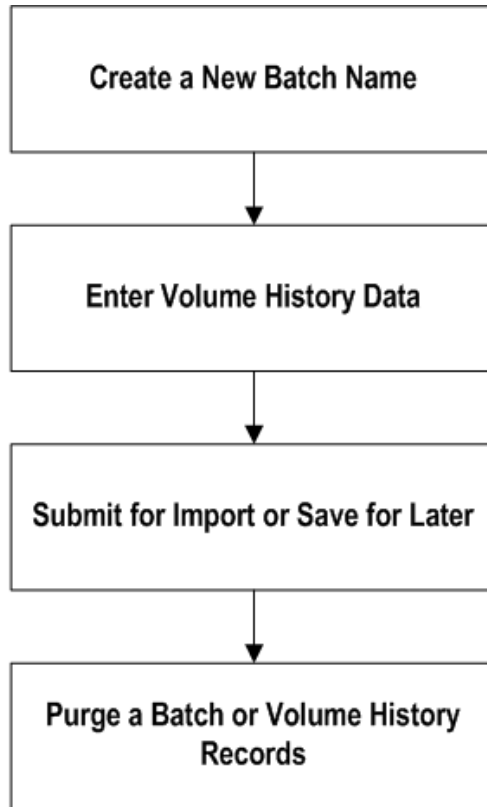 Create a New Batch Name
Enter Volume History Data
Submit for Import or Save for Later
Purge a Batch or Volume History
Records